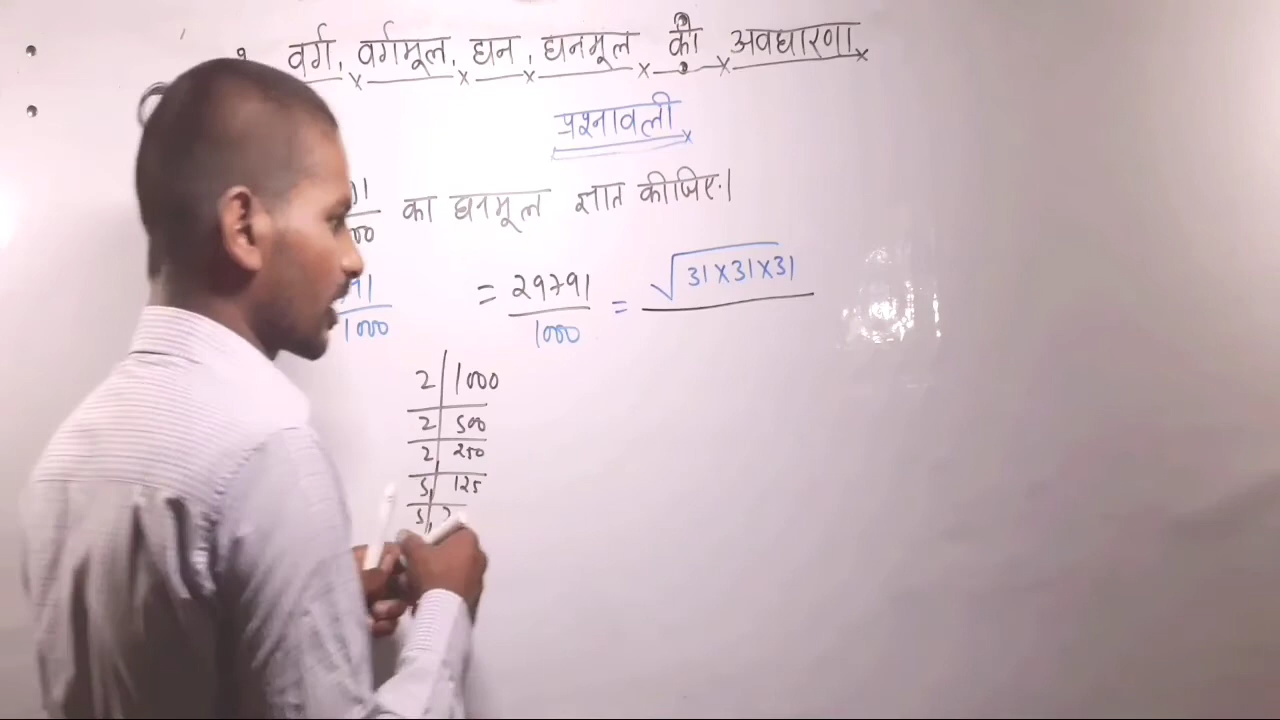 वर्ग, वर्गमूल, घन, घनमूल की अवधारणा
प्रश्नावली
का घनमूल ज्ञात कीजिए।
1000 = 29791 / 1000 = √31×31×31
2 | 1000
2 | 500
2 | 250
5 | 125
5 |